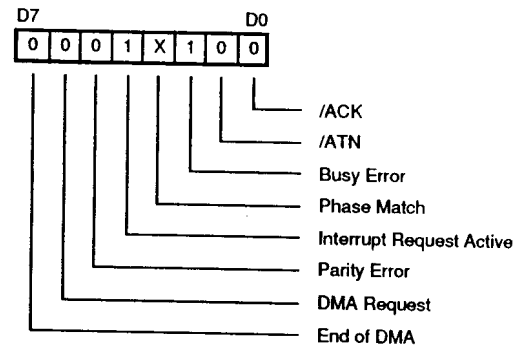 D7 D0
0 0 0 1 X 1 0 0
/ACK
/ATN
Busy Error
Phase Match
Interrupt Request Active
Parity Error
DMA Request
End of DMA